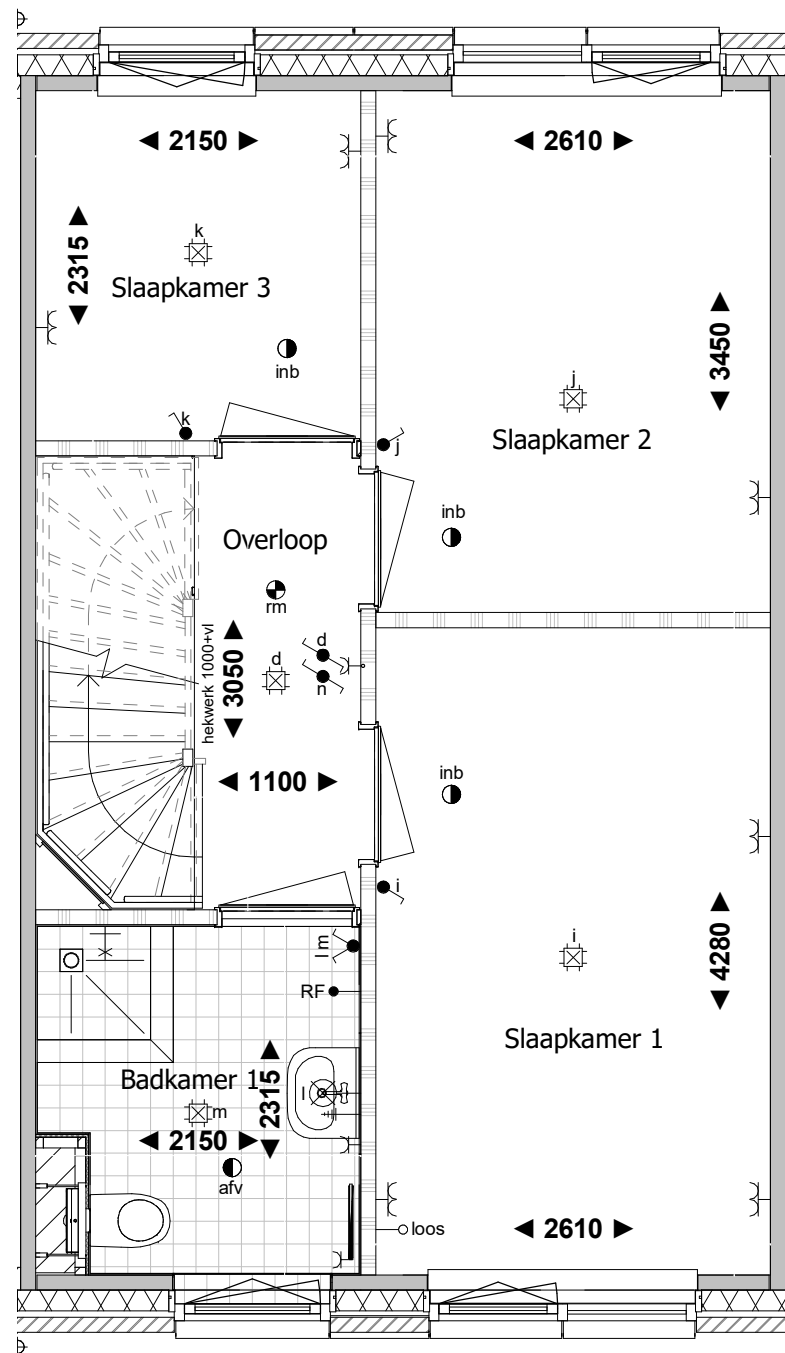 2150
2610
k
2315
Slaapkamer 3
3450
inb
j
k
j
Slaapkamer 2
inb
Overloop
rm
d
d
n
hekwerk 1000+vl
3050
inb
1100
i
l m
i
4280
RF
Slaapkamer 1
Badkamer 1
l
m
2315
2150
afv
loos
2610